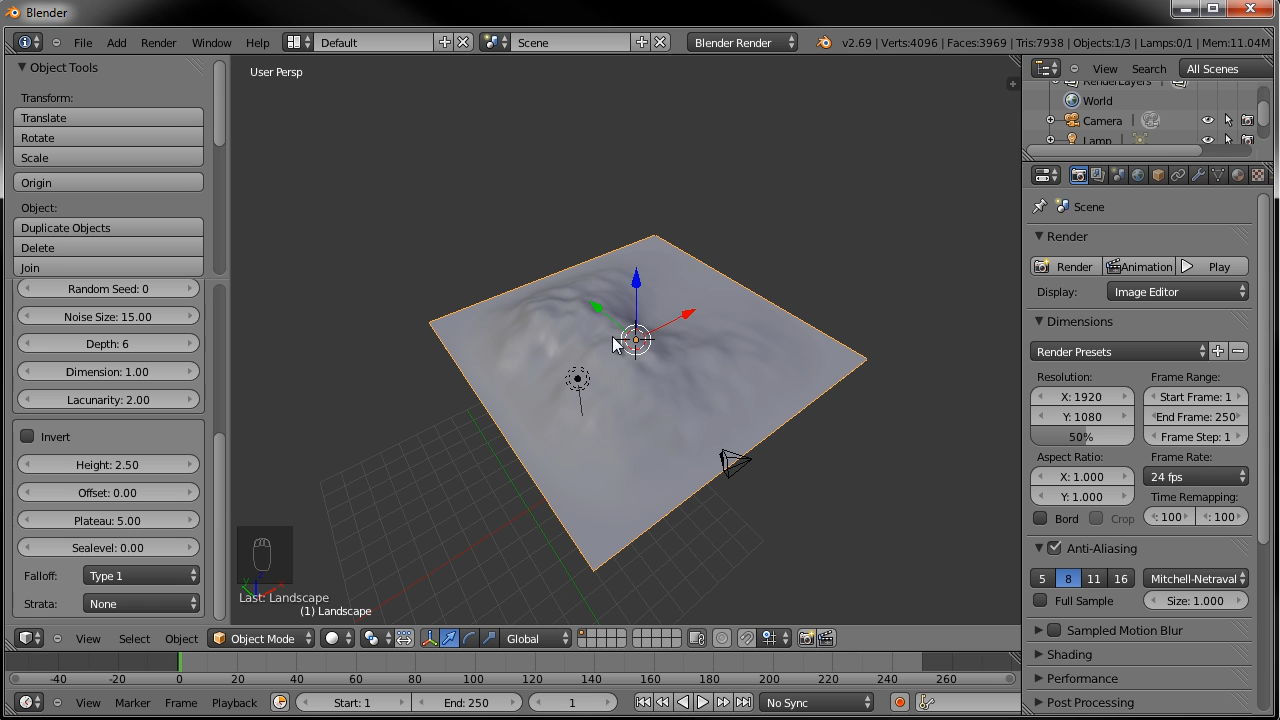 Blender
File Add Render Window Help Default Scene Blender Render v2.69 | Verts:4096 | Faces:3969 | Tris:7938 | Objects:1/3 | Lamps:0/1 | Mem:11.04M
Object Tools
Transform:
Translate
Rotate
Scale
Origin
Object:
Duplicate Objects
Delete
Join
Random Seed: 0
Noise Size: 15.00
Depth: 6
Dimension: 1.00
Lacunarity: 2.00
Invert
Height: 2.50
Offset: 0.00
Plateau: 5.00
Sealevel: 0.00
Falloff: Type 1
Strata: None
User Persp
Last: Landscape
(1) Landscape
View Select Object Object Mode Global
View Search All Scenes
RenderLayers
World
Camera
Lamp
Scene
Render
Render Animation Play
Display: Image Editor
Dimensions
Render Presets
Resolution: Frame Range:
X: 1920 Start Frame: 1
Y: 1080 End Frame: 250
50% Frame Step: 1
Aspect Ratio: Frame Rate:
X: 1.000 24 fps
Y: 1.000 Time Remapping:
Bord Crop : 100 : 100
Anti-Aliasing
5 8 11 16 Mitchell-Netraval
Full Sample Size: 1.000
Sampled Motion Blur
Shading
Performance
Post Processing
-40 -20 0 20 40 60 80 100 120 140 160 180 200 220 240 260
View Marker Frame Playback Start: 1 End: 250 1 No Sync